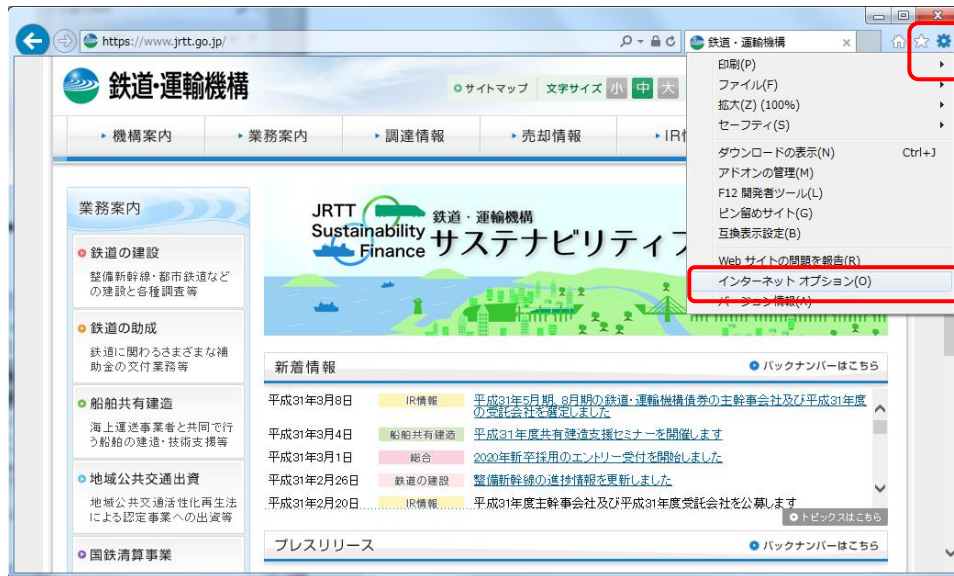 https://www.jrtt.go.jp/
鉄道・運輸機構
印刷(P)
ファイル(F)
拡大(Z) (100%)
セーフティ(S)
ダウンロードの表示(N) Ctrl+J
アドオンの管理(M)
F12 開発者ツール(L)
ピン留めサイト(G)
互換表示設定(B)
Web サイトの問題を報告(R)
インターネット オプション(O)
バージョン情報(A)
鉄道・運輸機構
サイトマップ 文字サイズ 小 中 大
機構案内 業務案内 調達情報 売却情報
業務案内
鉄道の建設
整備新幹線・都市鉄道など
の建設と各種調査等
鉄道の助成
鉄道に関わるさまざまな補
助金の交付業務等
船舶共有建造
海上運送事業者と共同で行
う船舶の建造・技術支援等
地域公共交通出資
地域公共交通活性化再生法
による認定事業への出資等
国鉄清算事業
JRTT
Sustainability
Finance
鉄道・運輸機構
サステナビリティ
新着情報 バックナンバーはこちら
平成31年3月8日 IR情報 平成31年5月期、8月期の鉄道・運輸機構債券の主幹事会社及び平成31年度
の受託会社を選定しました
平成31年3月4日 船舶共有建造 平成31年度共有建造支援セミナーを開催します
平成31年3月1日 総合 2020年新卒採用のエントリー受付を開始しました
平成31年2月26日 鉄道の建設 整備新幹線の進捗情報を更新しました
平成31年2月20日 IR情報 平成31年度主幹事会社及び平成31年度受託会社を公募します
トピックスはこちら
プレスリリース バックナンバーはこちら